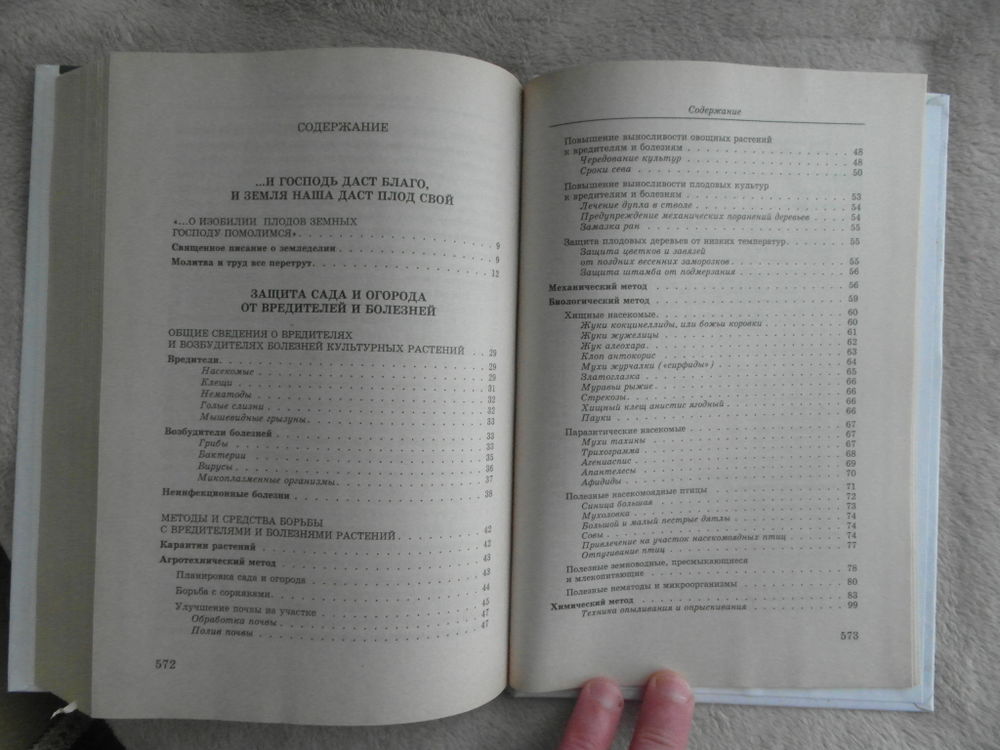 СОДЕРЖАНИЕ
...И ГОСПОДЬ ДАСТ БЛАГО,
И ЗЕМЛЯ НАША ДАСТ ПЛОД СВОЙ
«...О ИЗОБИЛИИ ПЛОДОВ ЗЕМНЫХ
ГОСПОДУ ПОМОЛИМСЯ» . . . 9
Священное писание о земледелии . . . 9
Молитва и труд все перетрут. . . . 12
ЗАЩИТА САДА И ОГОРОДА
ОТ ВРЕДИТЕЛЕЙ И БОЛЕЗНЕЙ
ОБЩИЕ СВЕДЕНИЯ О ВРЕДИТЕЛЯХ
И ВОЗБУДИТЕЛЯХ БОЛЕЗНЕЙ КУЛЬТУРНЫХ РАСТЕНИЙ . . . 29
Вредители. . . . 29
Насекомые . . . 29
Клещи . . . 31
Нематоды . . . 32
Голые слизни . . . 32
Мышевидные грызуны. . . . 33
Возбудители болезней . . . 33
Грибы . . . 33
Бактерии . . . 35
Вирусы . . . 36
Микоплазменные организмы. . . . 37
Неинфекционные болезни . . . 38
МЕТОДЫ И СРЕДСТВА БОРЬБЫ
С ВРЕДИТЕЛЯМИ И БОЛЕЗНЯМИ РАСТЕНИЙ . . . 42
Карантин растений . . . 42
Агротехнический метод . . . 43
Планировка сада и огорода . . . 43
Борьба с сорняками. . . . 44
Улучшение почвы на участке . . . 45
Обработка почвы . . . 47
Полив почвы . . . 47
572
Содержание
Повышение выносливости овощных растений
к вредителям и болезням . . . 48
Чередование культур . . . 48
Сроки сева . . . 50
Повышение выносливости плодовых культур
к вредителям и болезням . . . 53
Лечение дупла в стволе . . . 54
Предупреждение механических поранений деревьев . . . 54
Замазка ран . . . 55
Защита плодовых деревьев от низких температур. . . . 55
Защита цветков и завязей
от поздних весенних заморозков . . . 55
Защита штамба от подмерзания . . . 56
Механический метод . . . 56
Биологический метод . . . 59
Хищные насекомые. . . . 60
Жуки кокцинеллиды, или божьи коровки . . . 60
Жуки жужелицы . . . 61
Жук алеохара. . . . 62
Клоп антокорис . . . 63
Мухи журчалки («сирфиды») . . . 64
Златоглазка . . . 65
Муравьи рыжие . . . 66
Стрекозы. . . . 66
Хищный клещ анистис ягодный . . . 66
Пауки . . . 66
Паразитические насекомые . . . 67
Мухи тахины . . . 67
Трихограмма . . . 67
Агениаспис . . . 68
Апантелесы . . . 69
Афидиды . . . 70
Полезные насекомоядные птицы . . . 71
Синица большая . . . 72
Мухоловка . . . 73
Большой и малый пестрые дятлы . . . 74
Совы . . . 74
Привлечение на участок насекомоядных птиц . . . 74
Отпугивание птиц . . . 77
Полезные земноводные, пресмыкающиеся
и млекопитающие . . . 78
Полезные нематоды и микроорганизмы . . . 80
Химический метод . . . 83
Техника опыливания и опрыскивания . . . 99
573